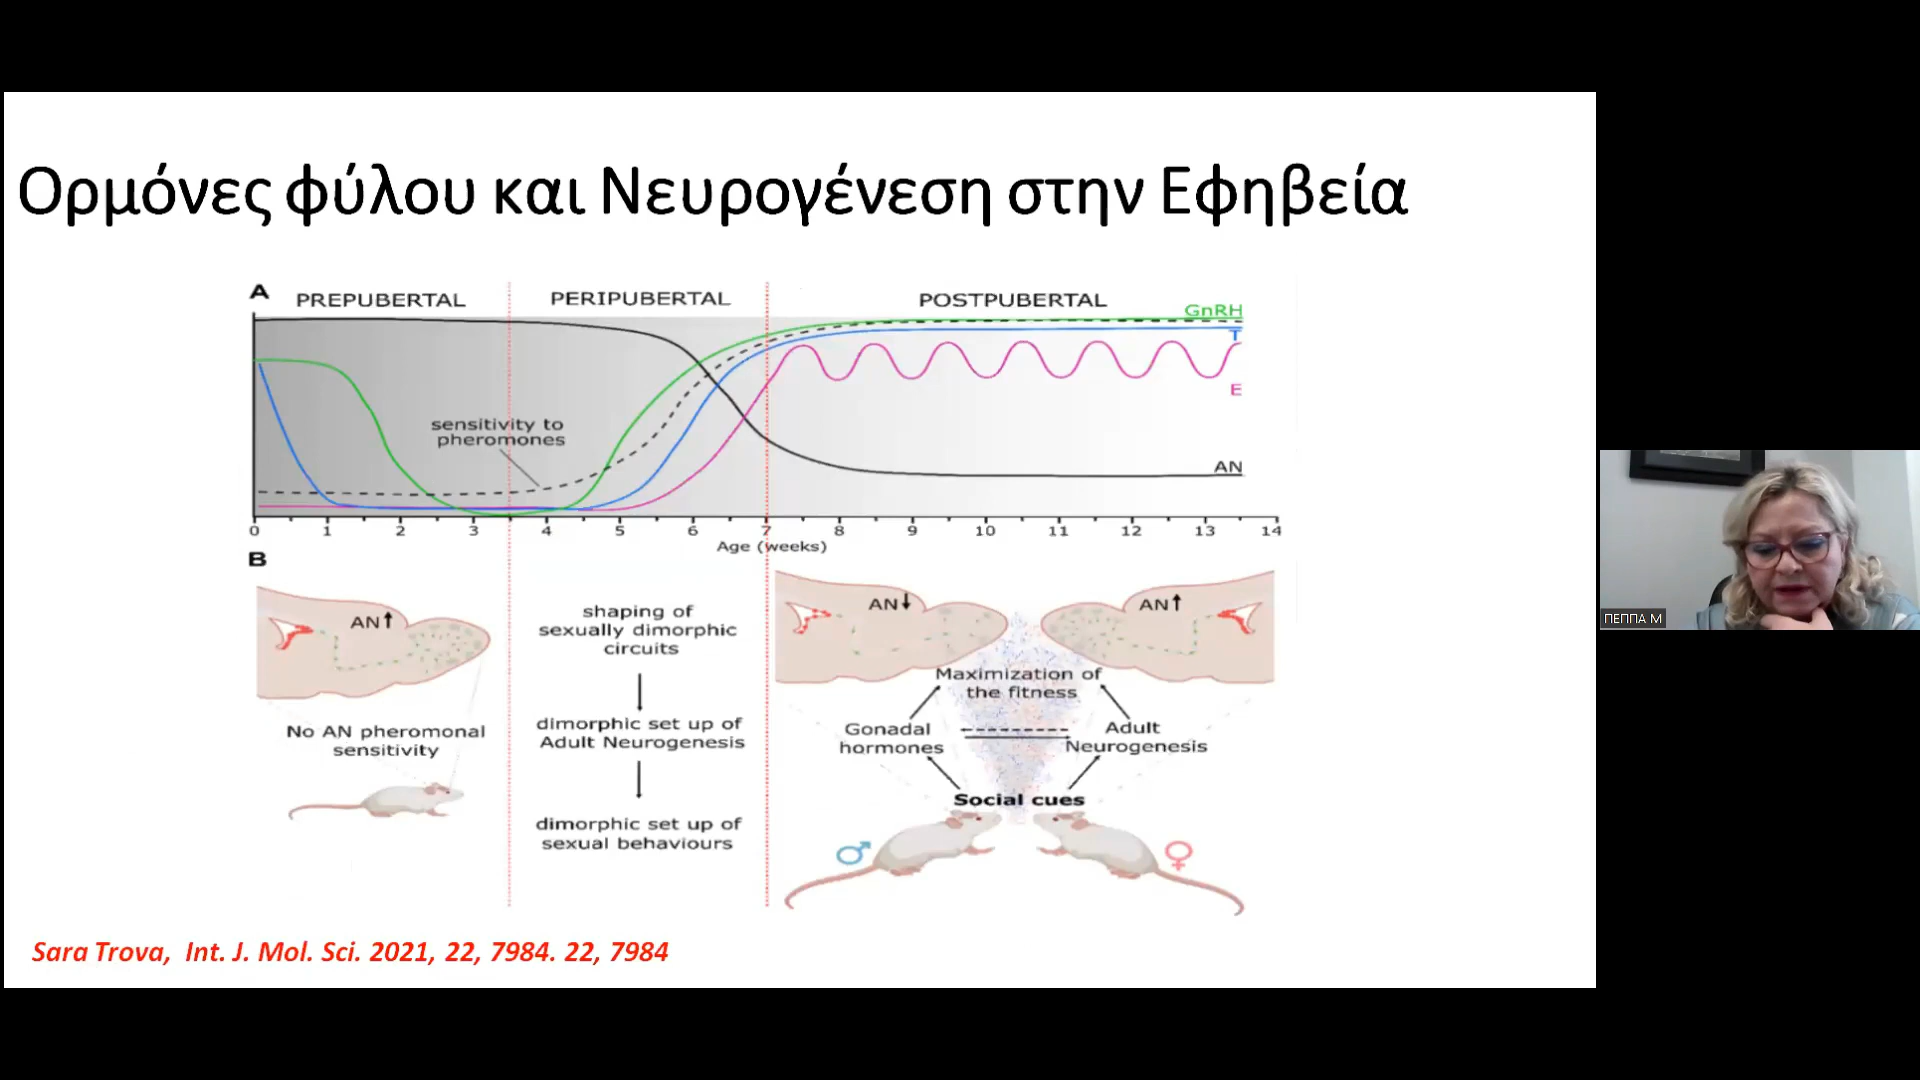 Ορμόνες φύλου και Νευρογένεση στην Εφηβεία
A
PREPUBERTAL
PERIPUBERTAL
POSTPUBERTAL
GnRH
T
E
sensitivity to
pheromones
AN
0 1 2 3 4 5 6 7 8 9 10 11 12 13 14
Age (weeks)
B
AN↑
No AN pheromonal
sensitivity
shaping of
sexually dimorphic
circuits
dimorphic set up of
Adult Neurogenesis
dimorphic set up of
sexual behaviours
AN↓
AN↑
Maximization of
the fitness
Gonadal
hormones
Adult
Neurogenesis
Social cues
♂
♀
Sara Trova, Int. J. Mol. Sci. 2021, 22, 7984. 22, 7984
ΠΕΠΠΑ Μ